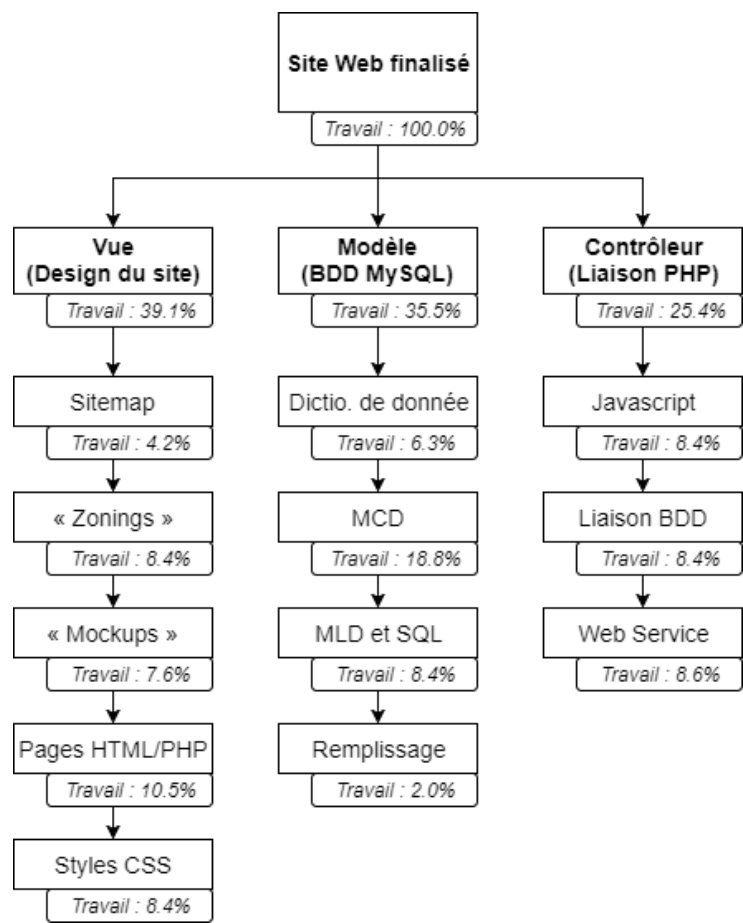 Site Web finalisé
Travail : 100.0%
Vue
(Design du site)
Travail : 39.1%
Sitemap
Travail : 4.2%
« Zonings »
Travail : 8.4%
« Mockups »
Travail : 7.6%
Pages HTML/PHP
Travail : 10.5%
Styles CSS
Travail : 8.4%
Modèle
(BDD MySQL)
Travail : 35.5%
Dictio. de donnée
Travail : 6.3%
MCD
Travail : 18.8%
MLD et SQL
Travail : 8.4%
Remplissage
Travail : 2.0%
Contrôleur
(Liaison PHP)
Travail : 25.4%
Javascript
Travail : 8.4%
Liaison BDD
Travail : 8.4%
Web Service
Travail : 8.6%